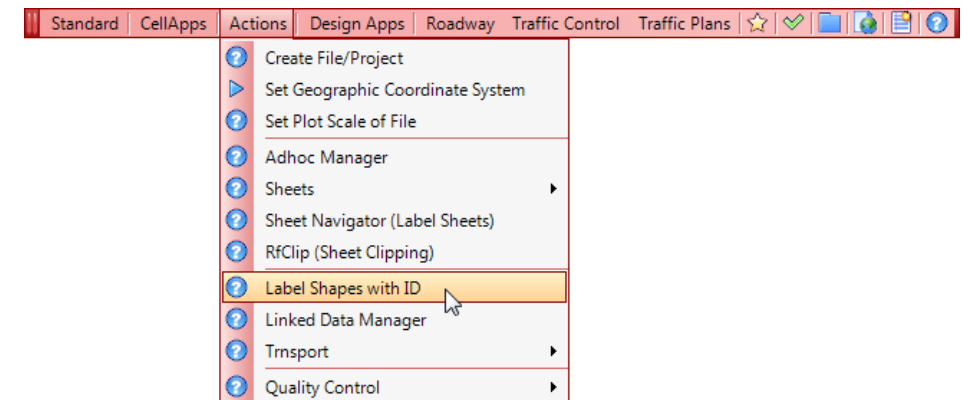 Standard CellApps Actions Design Apps Roadway Traffic Control Traffic Plans
Create File/Project
Set Geographic Coordinate System
Set Plot Scale of File
Adhoc Manager
Sheets
Sheet Navigator (Label Sheets)
RfClip (Sheet Clipping)
Label Shapes with ID
Linked Data Manager
Trnsport
Quality Control